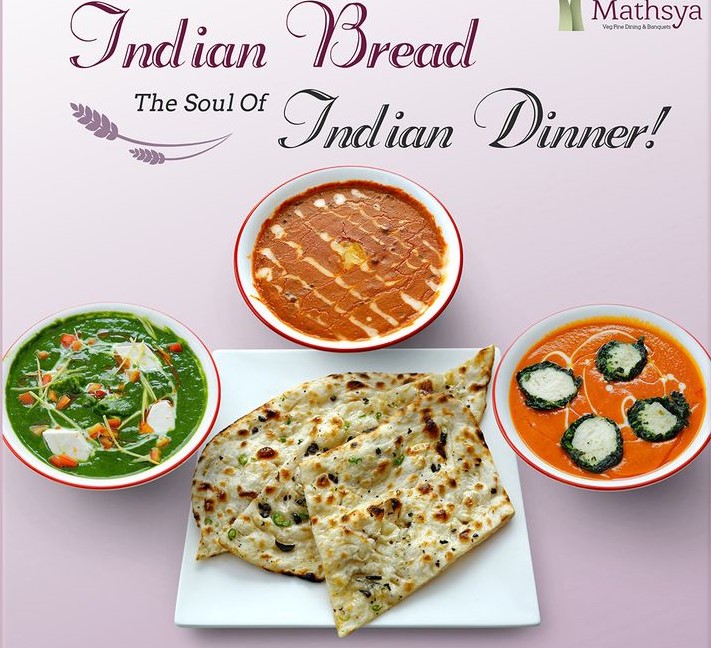 Mathsya
Veg Fine Dining & Banquets
Indian Bread
The Soul Of
Indian Dinner!